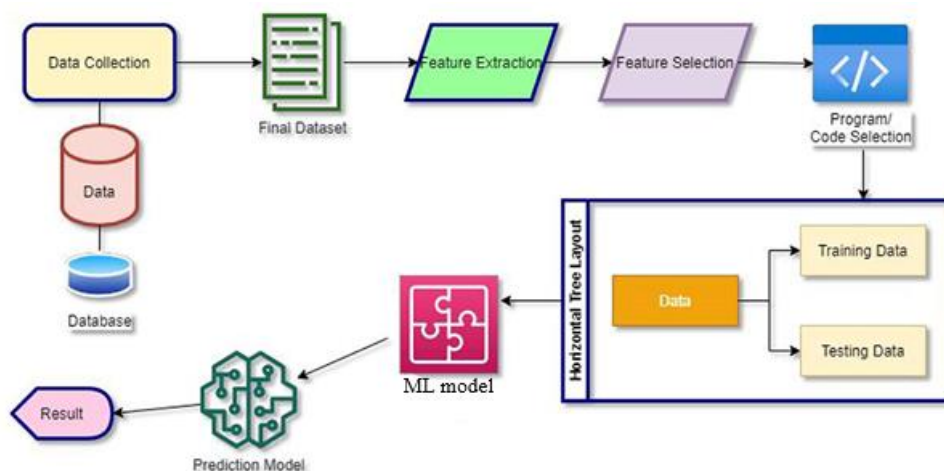 Data Collection
Final Dataset
Feature Extraction
Feature Selection
</>
Program/
Code Selection
Data
Database
Horizontal Tree Layout
Data
Training Data
Testing Data
ML model
Prediction Model
Result